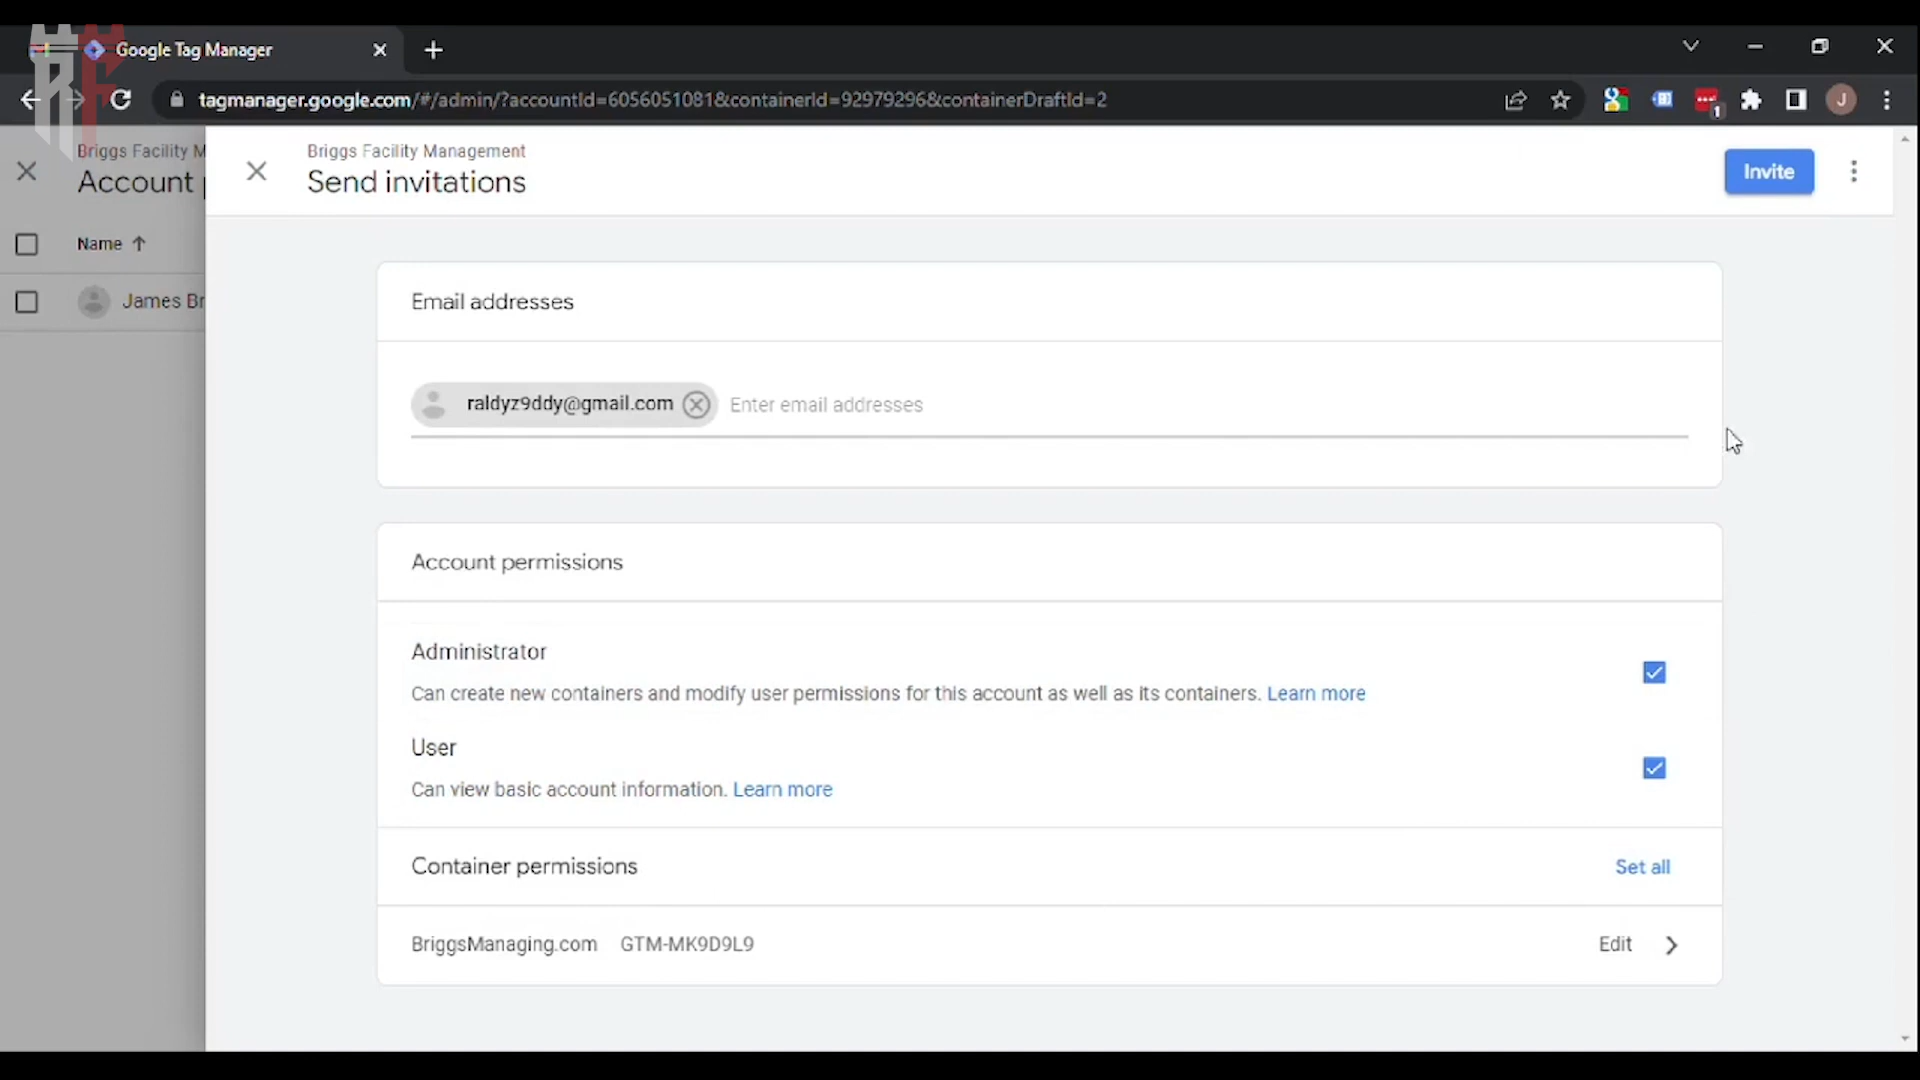 Google Tag Manager
tagmanager.google.com/#/admin/?accountId=6056051081&containerId=92979296&containerDraftId=2
1
J
Briggs Facility M
Account
Name
James Br
Briggs Facility Management
Send invitations
Invite
Email addresses
raldyz9ddy@gmail.com Enter email addresses
Account permissions
Administrator
Can create new containers and modify user permissions for this account as well as its containers. Learn more
User
Can view basic account information. Learn more
Container permissions
Set all
BriggsManaging.com GTM-MK9D9L9
Edit